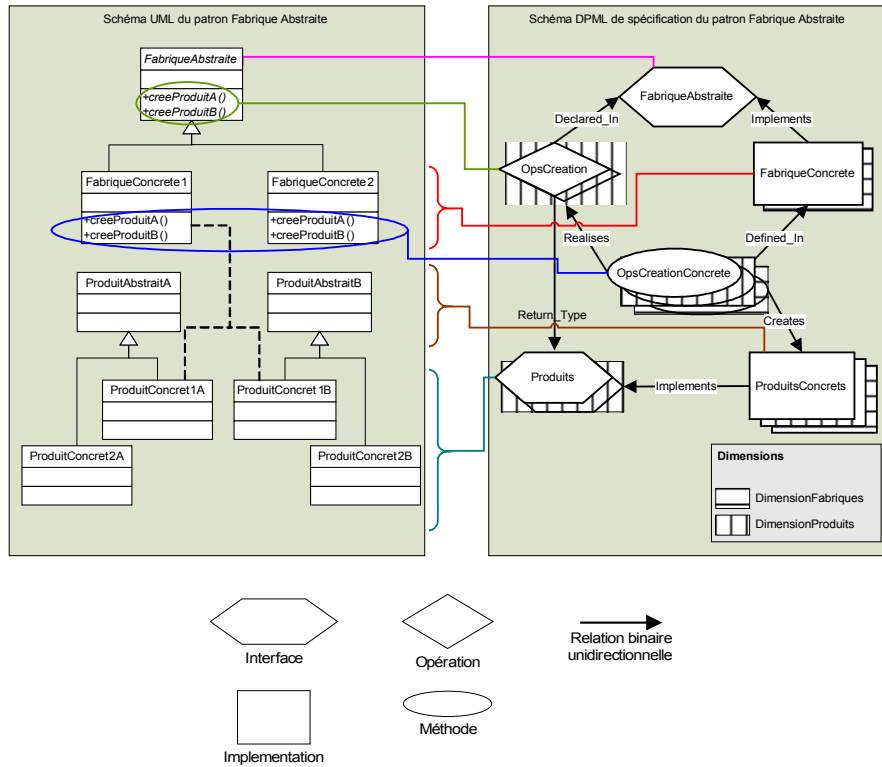 Schéma UML du patron Fabrique Abstraite
FabriqueAbstraite
+creeProduitA()
+creeProduitB()
FabriqueConcrete1
+creeProduitA()
+creeProduitB()
FabriqueConcrete2
+creeProduitA()
+creeProduitB()
ProduitAbstraitA
ProduitAbstraitB
ProduitConcret1A
ProduitConcret1B
ProduitConcret2A
ProduitConcret2B
Schéma DPML de spécification du patron Fabrique Abstraite
FabriqueAbstraite
Declared_In
Implements
OpsCreation
FabriqueConcrete
Realises
Defined_In
OpsCreationConcrete
Return_Type
Creates
Produits
Implements
ProduitsConcrets
Dimensions
DimensionFabriques
DimensionProduits
Interface
Opération
Relation binaire
unidirectionnelle
Implementation
Méthode